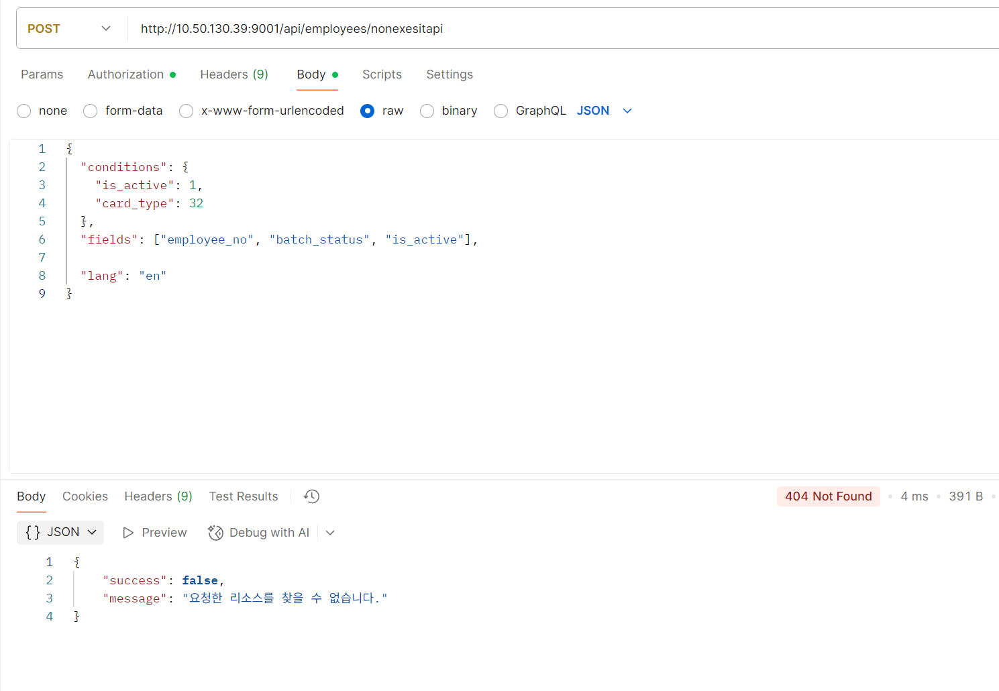 POST http://10.50.130.39:9001/api/employees/nonexesitapi
Params Authorization Headers (9) Body Scripts Settings
none form-data x-www-form-urlencoded raw binary GraphQL JSON
1 {
2 "conditions": {
3 "is_active": 1,
4 "card_type": 32
5 },
6 "fields": ["employee_no", "batch_status", "is_active"],
7
8 "lang": "en"
9 }
Body Cookies Headers (9) Test Results 404 Not Found • 4 ms • 391 B •
{} JSON Preview Debug with AI
1 {
2 "success": false,
3 "message": "요청한 리소스를 찾을 수 없습니다."
4 }